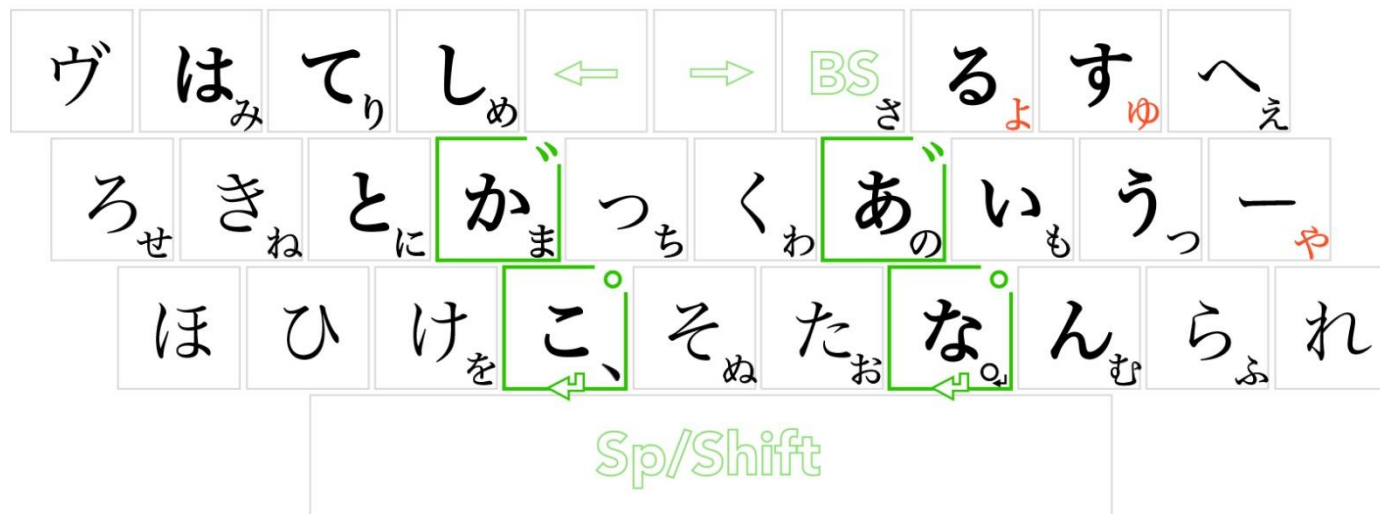 ヴ はみ てり しめ ← → BSさ るよ すゆ へえ
ろせ きね とに かま゛ っち くわ あの゛ いも うつ ーや
ほ ひ けを こ、゜ そぬ たお な。゜ んむ らふ れ
Sp/Shift